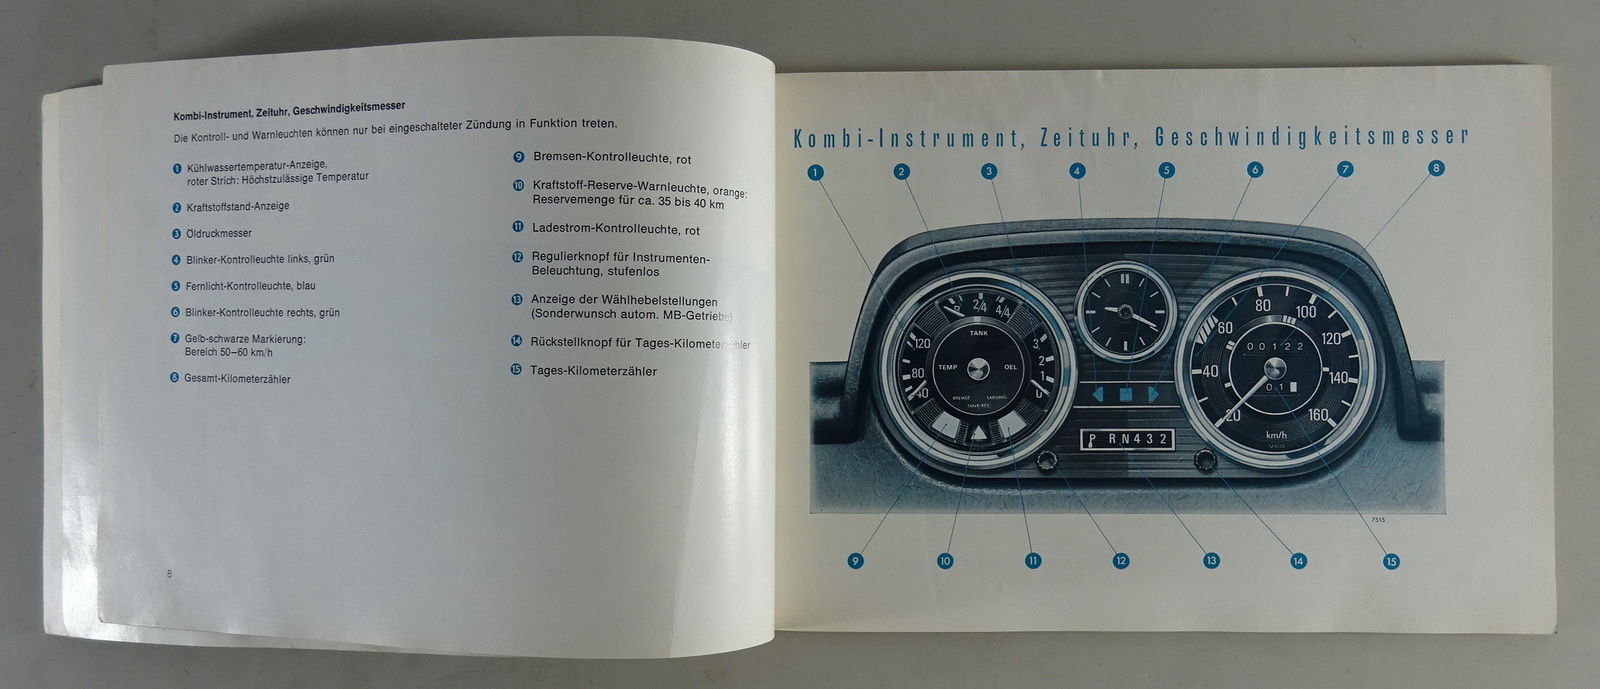 Kombi-Instrument, Zeituhr, Geschwindigkeitsmesser
Die Kontroll- und Warnleuchten können nur bei eingeschalteter Zündung in Funktion treten.
1 Kühlwassertemperatur-Anzeige,
roter Strich: Höchstzulässige Temperatur
2 Kraftstoffstand-Anzeige
3 Öldruckmesser
4 Blinker-Kontrolleuchte links, grün
5 Fernlicht-Kontrolleuchte, blau
6 Blinker-Kontrolleuchte rechts, grün
7 Gelb-schwarze Markierung:
Bereich 50–60 km/h
8 Gesamt-Kilometerzähler
9 Bremsen-Kontrolleuchte, rot
10 Kraftstoff-Reserve-Warnleuchte, orange:
Reservemenge für ca. 35 bis 40 km
11 Ladestrom-Kontrolleuchte, rot
12 Regulierknopf für Instrumenten-
Beleuchtung, stufenlos
13 Anzeige der Wählhebelstellungen
(Sonderwunsch autom. MB-Getriebe)
14 Rückstellknopf für Tages-Kilometerzähler
15 Tages-Kilometerzähler
8
Kombi-Instrument, Zeituhr, Geschwindigkeitsmesser
1 2 3 4 5 6 7 8
R 2/4 4/4
TANK
120 80 40
TEMP OEL
3 2 1 0
BREMSE LADUNG
TANK-RES.
P RN432
20 40 60 80 100 120 140 160
00122
01
km/h
VDO
7515
9 10 11 12 13 14 15